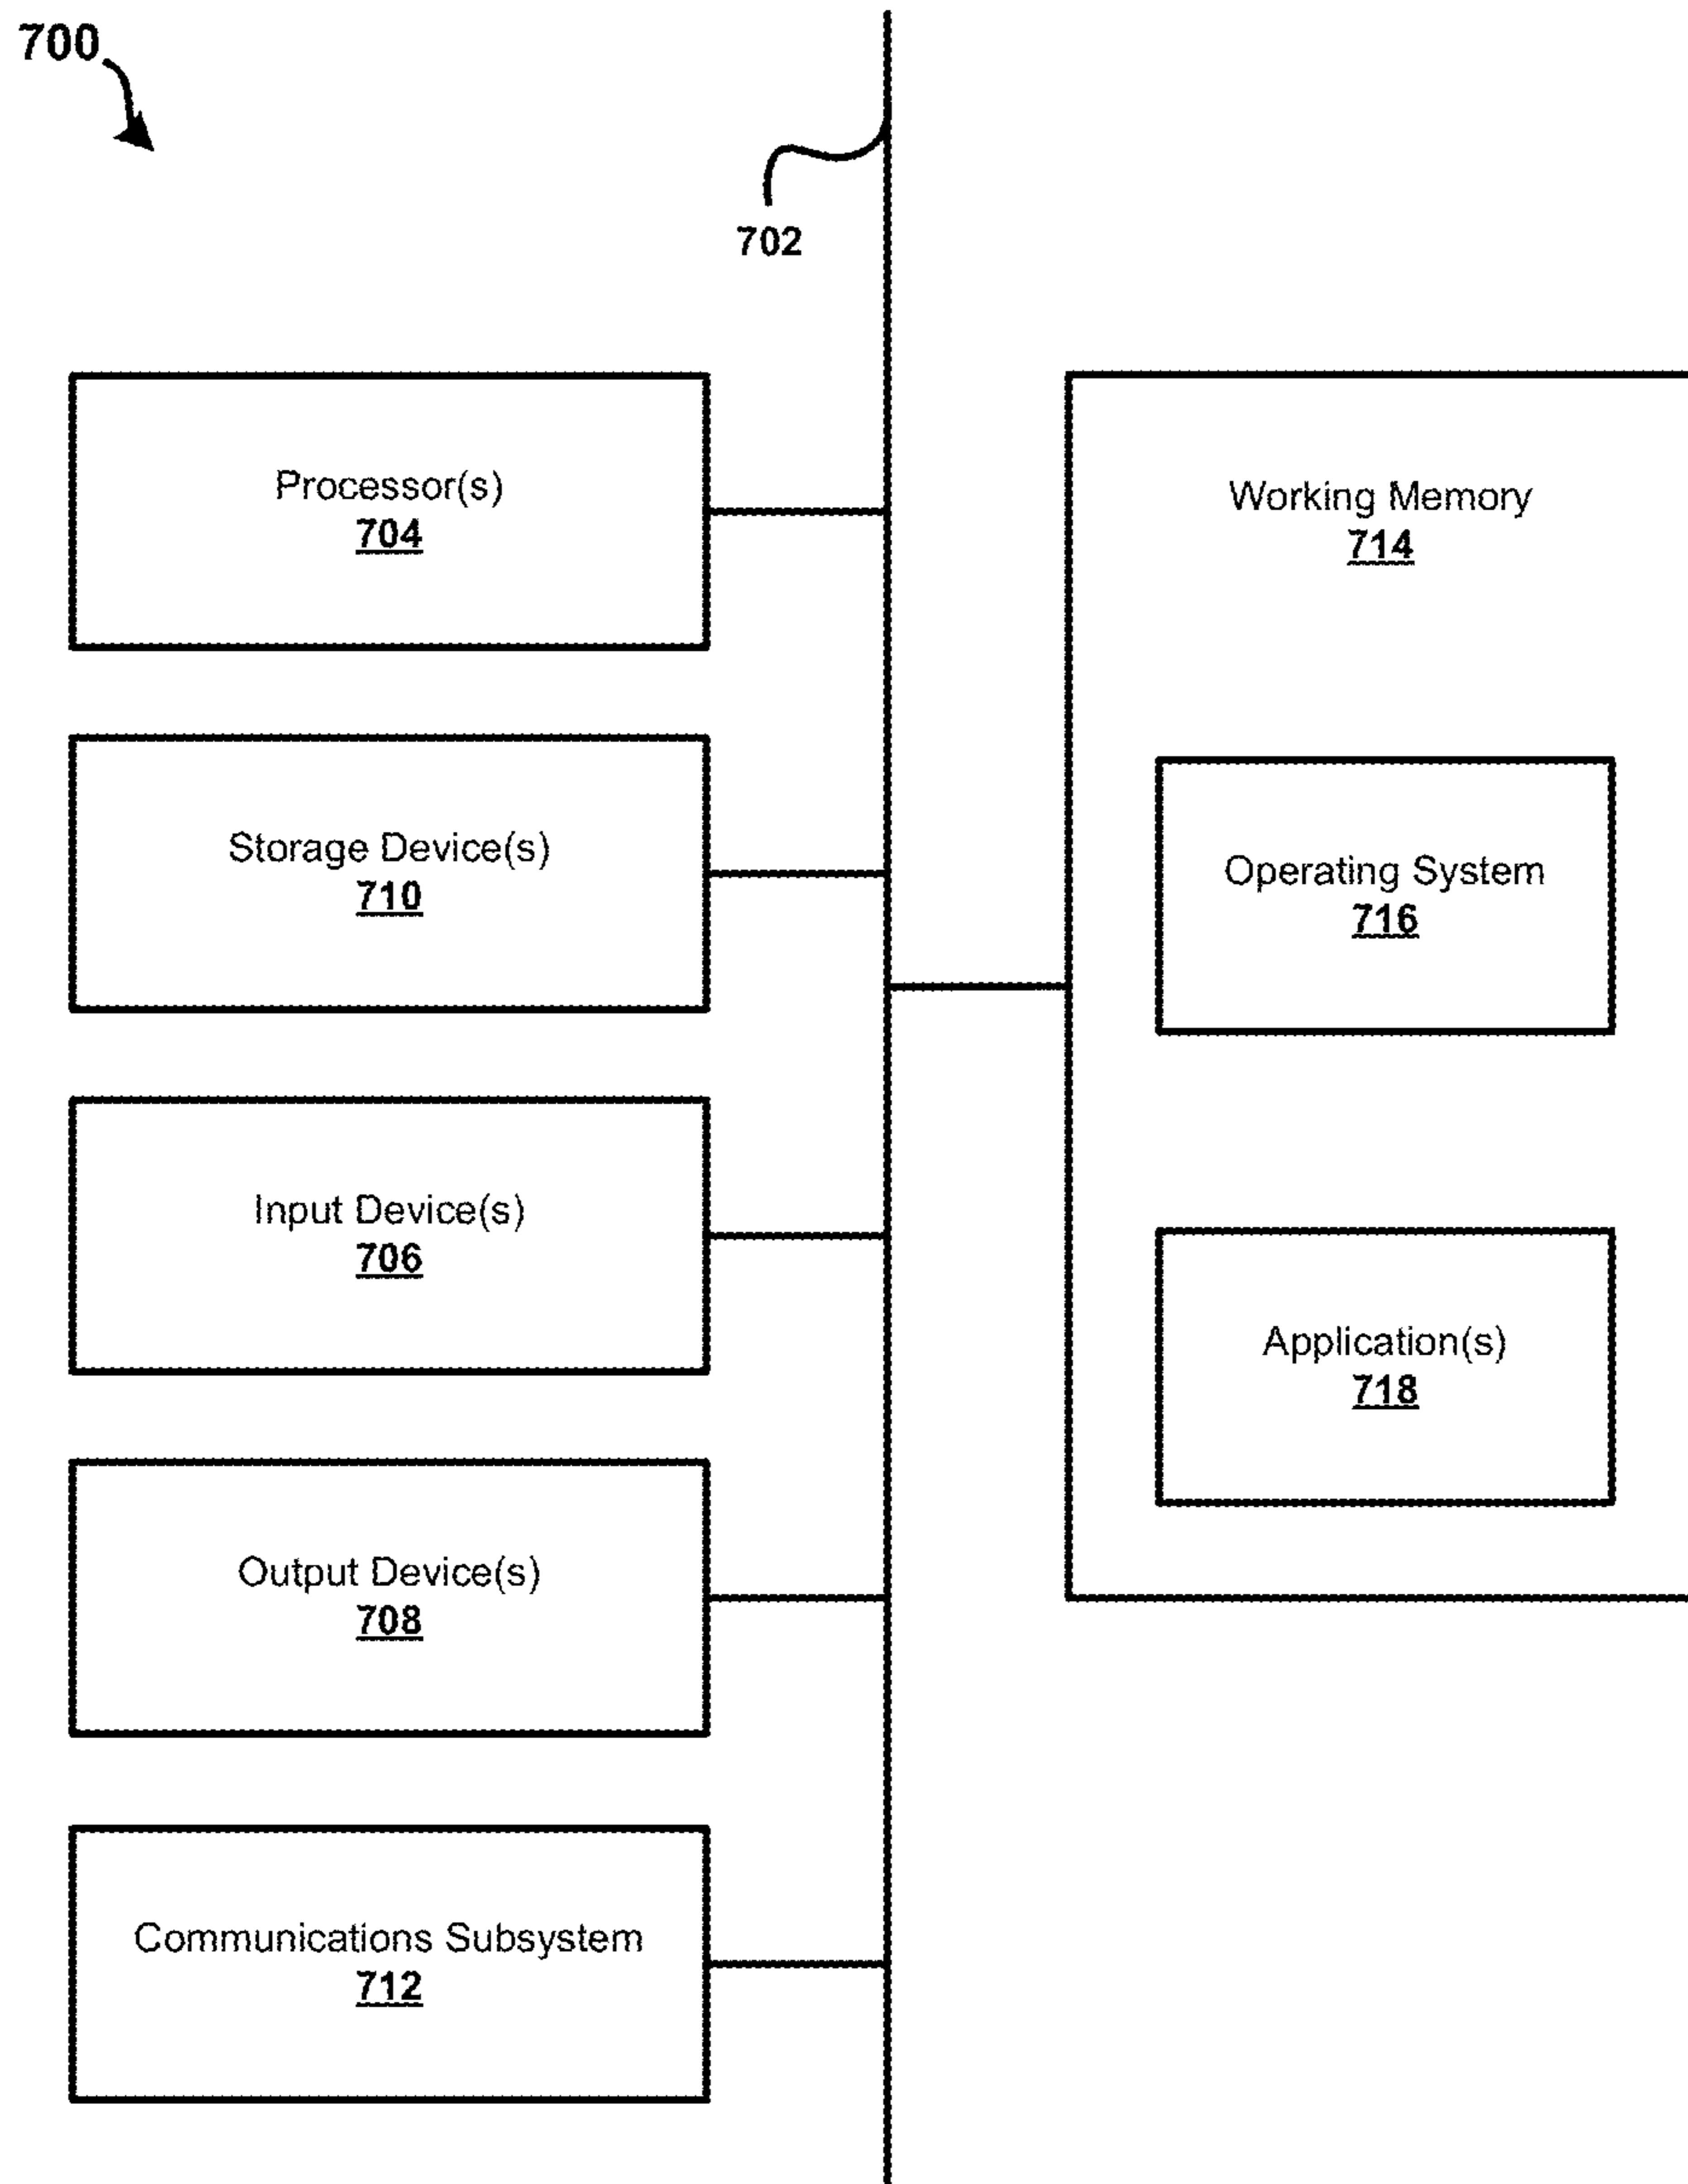 700
702
Processor(s)
704
Storage Device(s)
710
Input Device(s)
706
Output Device(s)
708
Communications Subsystem
712
Working Memory
714
Operating System
716
Application(s)
718